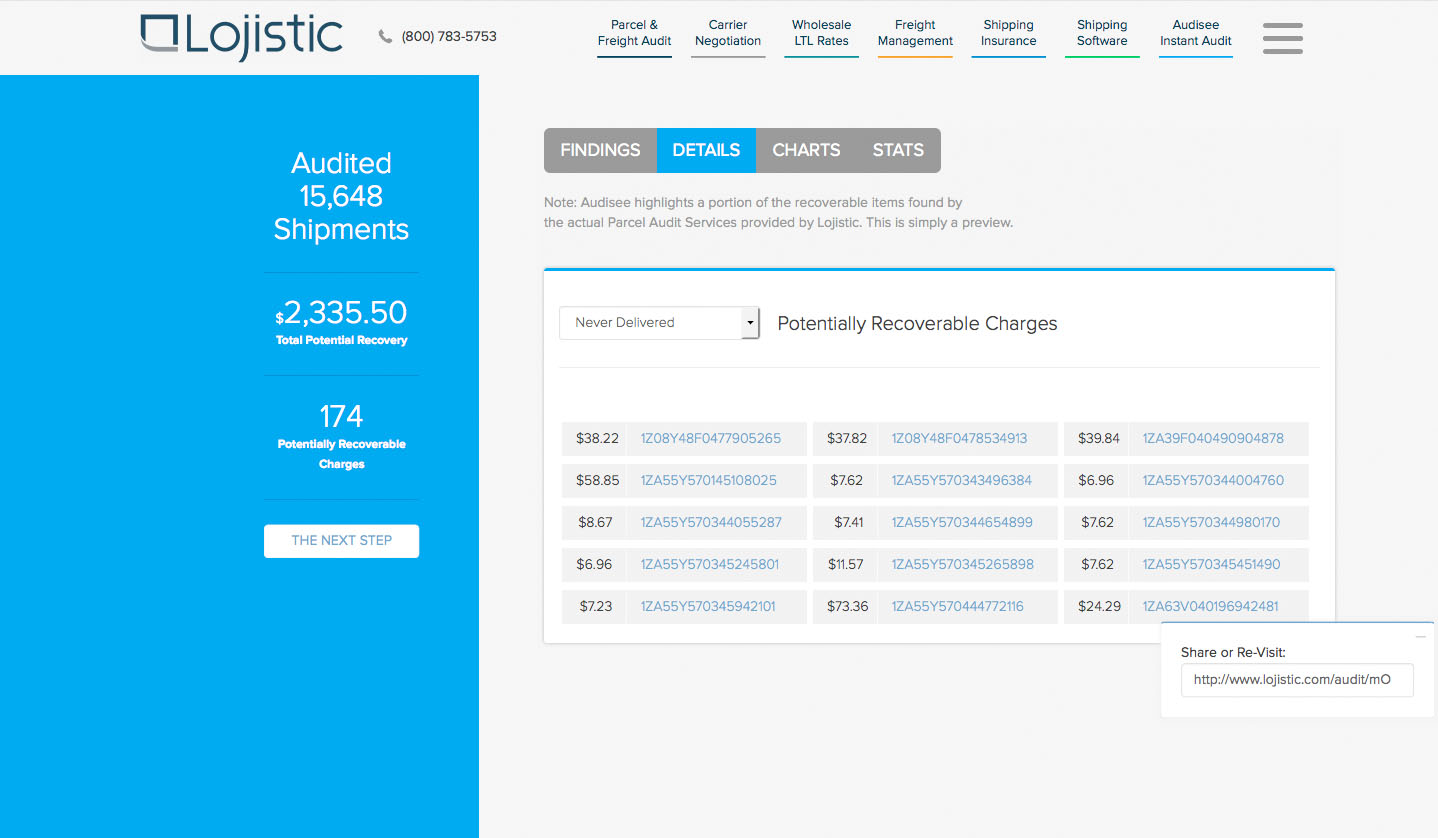 Lojistic
(800) 783-5753
Parcel &
Freight Audit
Carrier
Negotiation
Wholesale
LTL Rates
Freight
Management
Shipping
Insurance
Shipping
Software
Audisee
Instant Audit
Audited
15,648
Shipments
$2,335.50
Total Potential Recovery
174
Potentially Recoverable
Charges
THE NEXT STEP
FINDINGS DETAILS CHARTS STATS
Note: Audisee highlights a portion of the recoverable items found by
the actual Parcel Audit Services provided by Lojistic. This is simply a preview.
Never Delivered
Potentially Recoverable Charges
$38.22 1Z08Y48F0477905265 $37.82 1Z08Y48F0478534913 $39.84 1ZA39F040490904878
$58.85 1ZA55Y570145108025 $7.62 1ZA55Y570343496384 $6.96 1ZA55Y570344004760
$8.67 1ZA55Y570344055287 $7.41 1ZA55Y570344654899 $7.62 1ZA55Y570344980170
$6.96 1ZA55Y570345245801 $11.57 1ZA55Y570345265898 $7.62 1ZA55Y570345451490
$7.23 1ZA55Y570345942101 $73.36 1ZA55Y570444772116 $24.29 1ZA63V040196942481
Share or Re-Visit:
http://www.lojistic.com/audit/mO